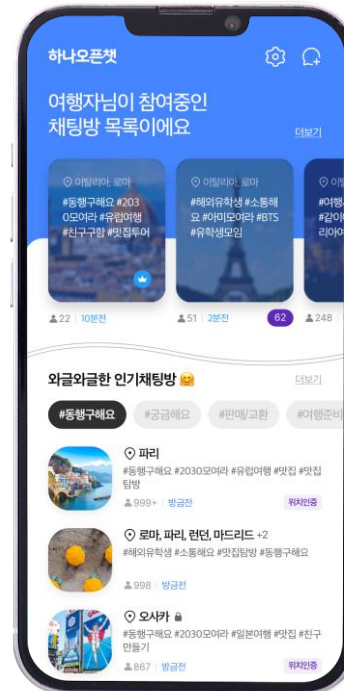 하나오픈챗
여행자님이 참여중인
채팅방 목록이에요
더보기
이탈리아, 로마
#동행구해요 #203
0모여라 #유럽여행
#친구구함 #맛집투어
22 | 10분전
이탈리아, 로마
#해외유학생 #소통해
요 #아미모여라 #BTS
#유학생모임
51 | 2분전
62
#여행
#같이
리아여
248
와글와글한 인기채팅방
더보기
#동행구해요
#궁금해요
#판매/교환
#여행준비
파리
#동행구해요 #2030모여라 #유럽여행 #맛집 #맛집
탐방
999+ | 방금전
위치인증
로마, 파리, 런던, 마드리드 +2
#해외유학생 #소통해요 #맛집탐방 #동행구해요
998 | 방금전
오사카
#동행구해요 #2030모여라 #일본여행 #맛집 #친구
만들기
867 | 방금전
위치인증